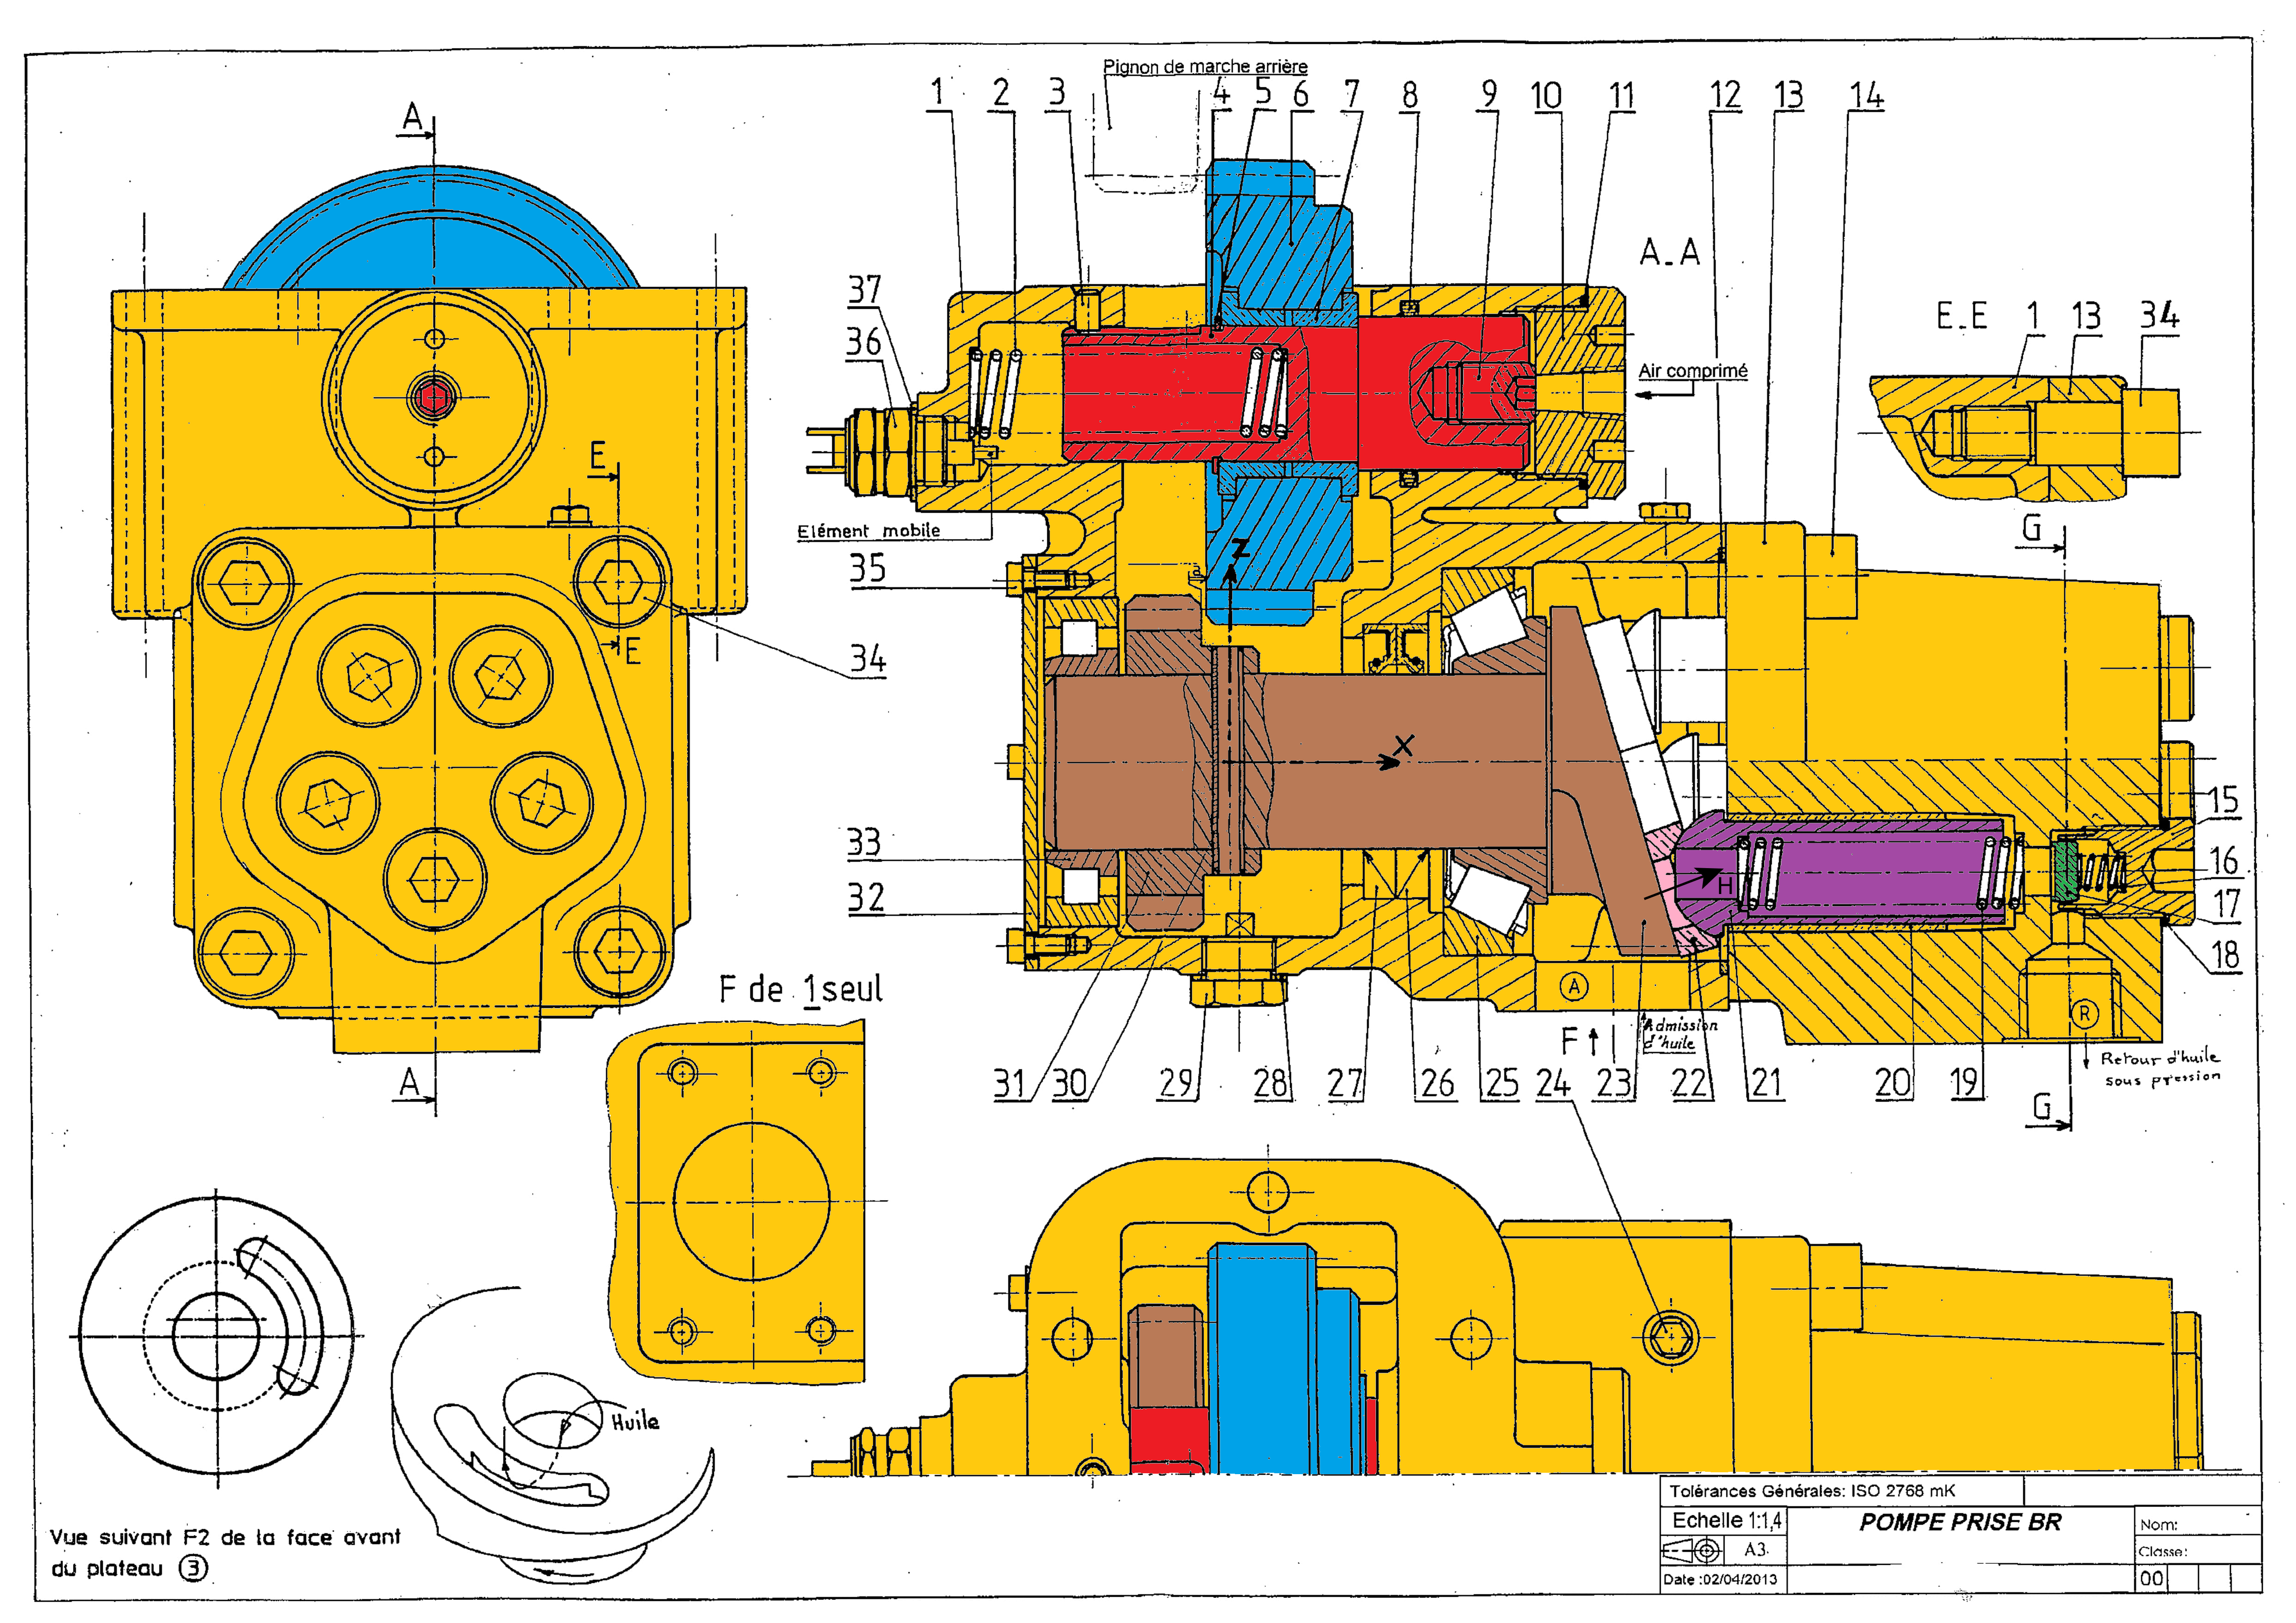 Pignon de marche arrière
1 2 3 4 5 6 7 8 9 10 11 12 13 14
A
A-A
37
36
Air comprimé
E-E 1 13 34
E
G
Elément mobile
35
Z
E
34
X
15
33
16
H
32
17
18
F de 1 seul
A
R
Admission
d'huile
F
Retour d'huile
sous pression
A
31 30 29 28 27 26 25 24 23 22 21 20 19
G
Huile
Vue suivant F2 de la face avant
du plateau 3
Tolérances Générales: ISO 2768 mK
Echelle 1:1,4
POMPE PRISE BR
Nom:
A3
Classe:
Date :02/04/2013
00